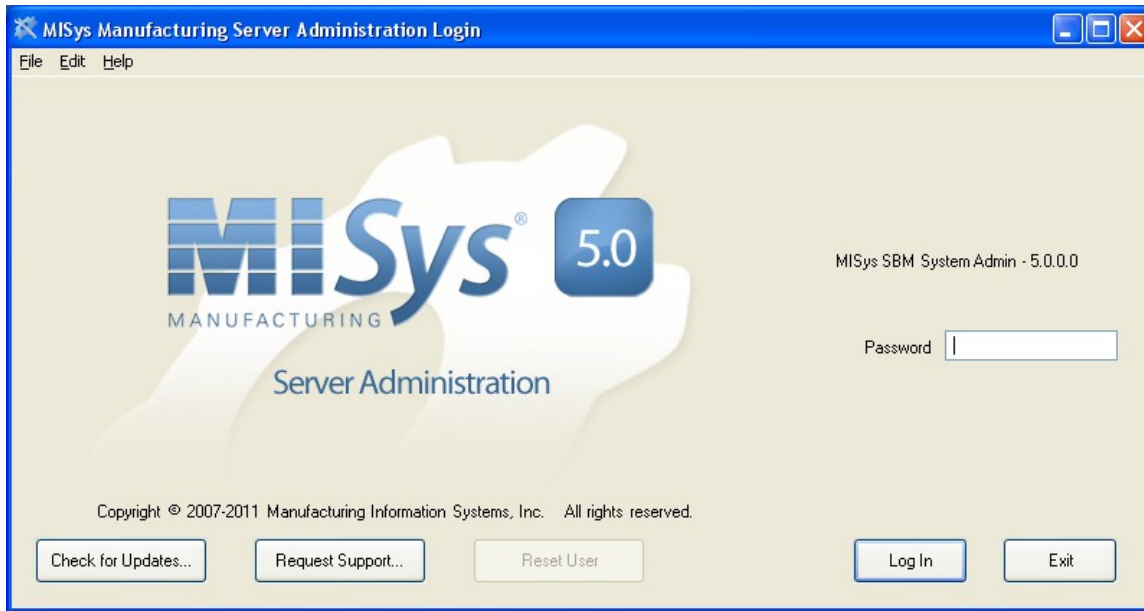 MISys Manufacturing Server Administration Login
File Edit Help
MISys® 5.0
MANUFACTURING
Server Administration
MISys SBM System Admin - 5.0.0.0
Password
Copyright © 2007-2011 Manufacturing Information Systems, Inc. All rights reserved.
Check for Updates... Request Support... Reset User Log In Exit